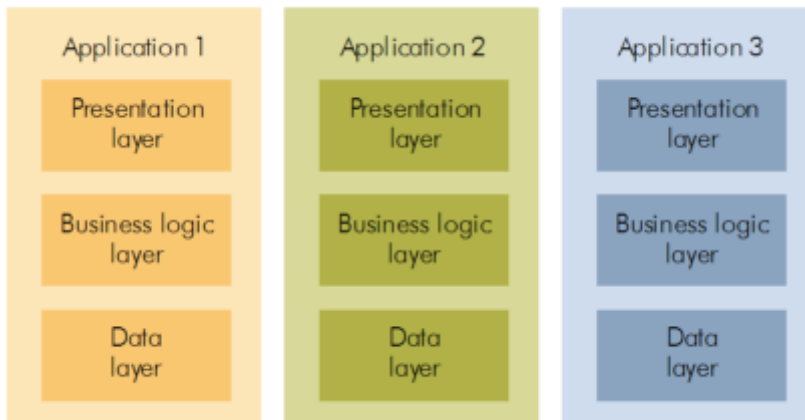 Application 1
Presentation
layer
Business logic
layer
Data
layer
Application 2
Presentation
layer
Business logic
layer
Data
layer
Application 3
Presentation
layer
Business logic
layer
Data
layer